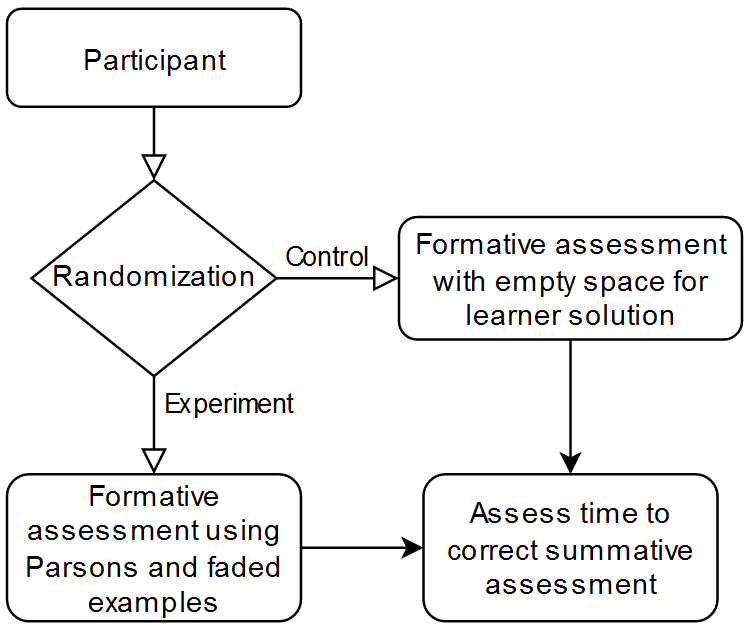 Participant
Randomization
Control
Formative assessment
with empty space for
learner solution
Experiment
Formative
assessment using
Parsons and faded
examples
Assess time to
correct summative
assessment